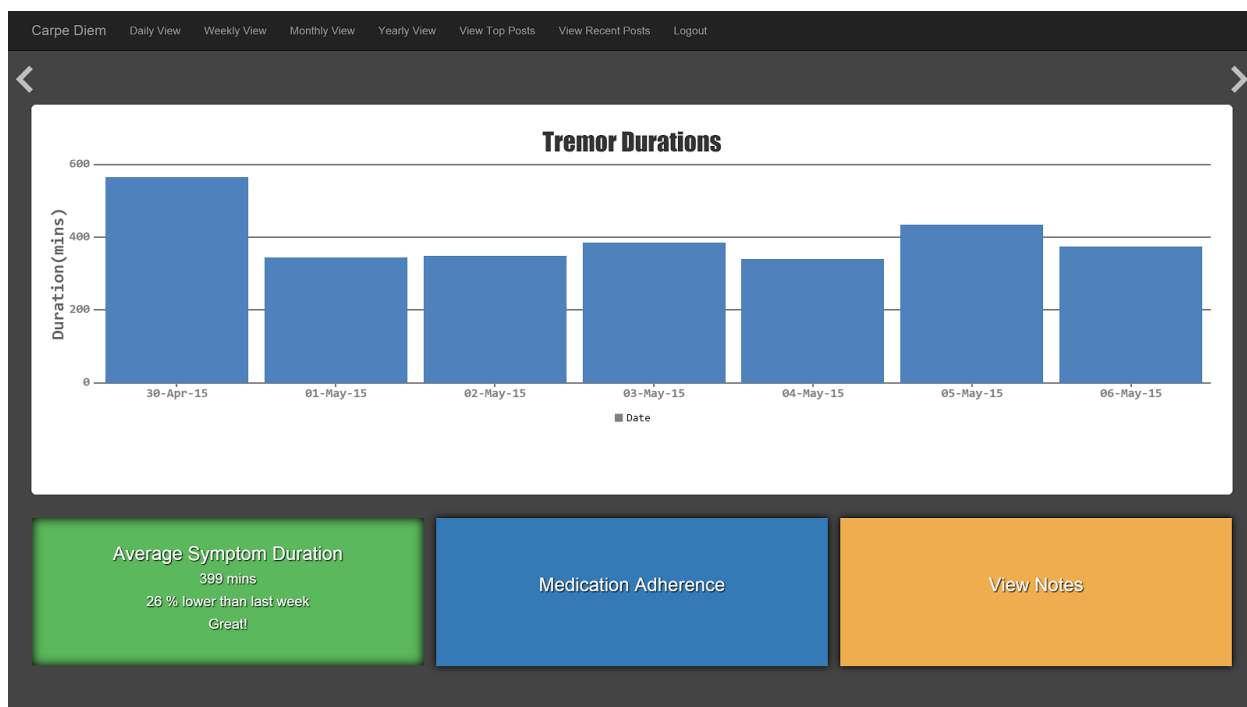 Carpe Diem Daily View Weekly View Monthly View Yearly View View Top Posts View Recent Posts Logout
Tremor Durations
600
400
200
0
Duration(mins)
30-Apr-15 01-May-15 02-May-15 03-May-15 04-May-15 05-May-15 06-May-15
Date
Average Symptom Duration
399 mins
26 % lower than last week
Great!
Medication Adherence
View Notes